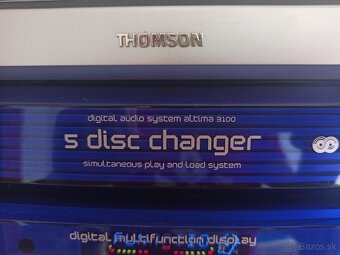 THOMSON
digital audio system altima 3100
5 disc changer
simultaneous play and load system
digital multifunction display
bazos.sk